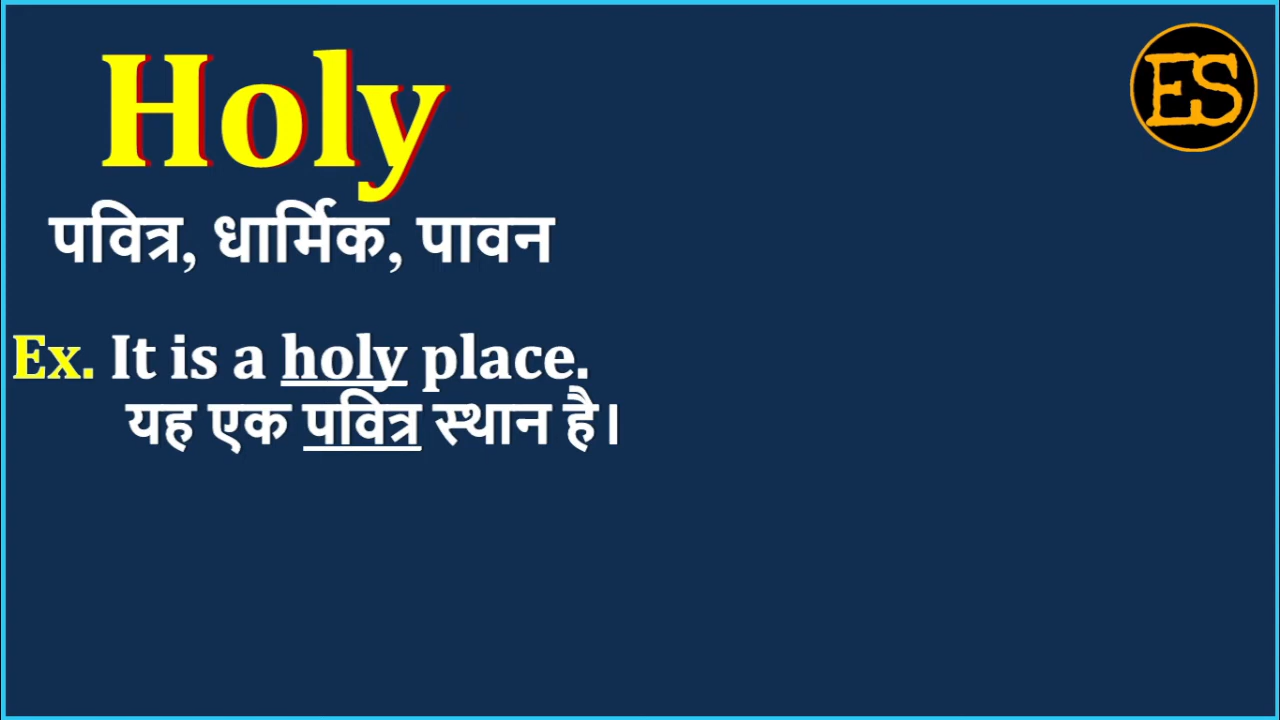 Holy
ES
पवित्र, धार्मिक, पावन
Ex. It is a holy place.
यह एक पवित्र स्थान है।